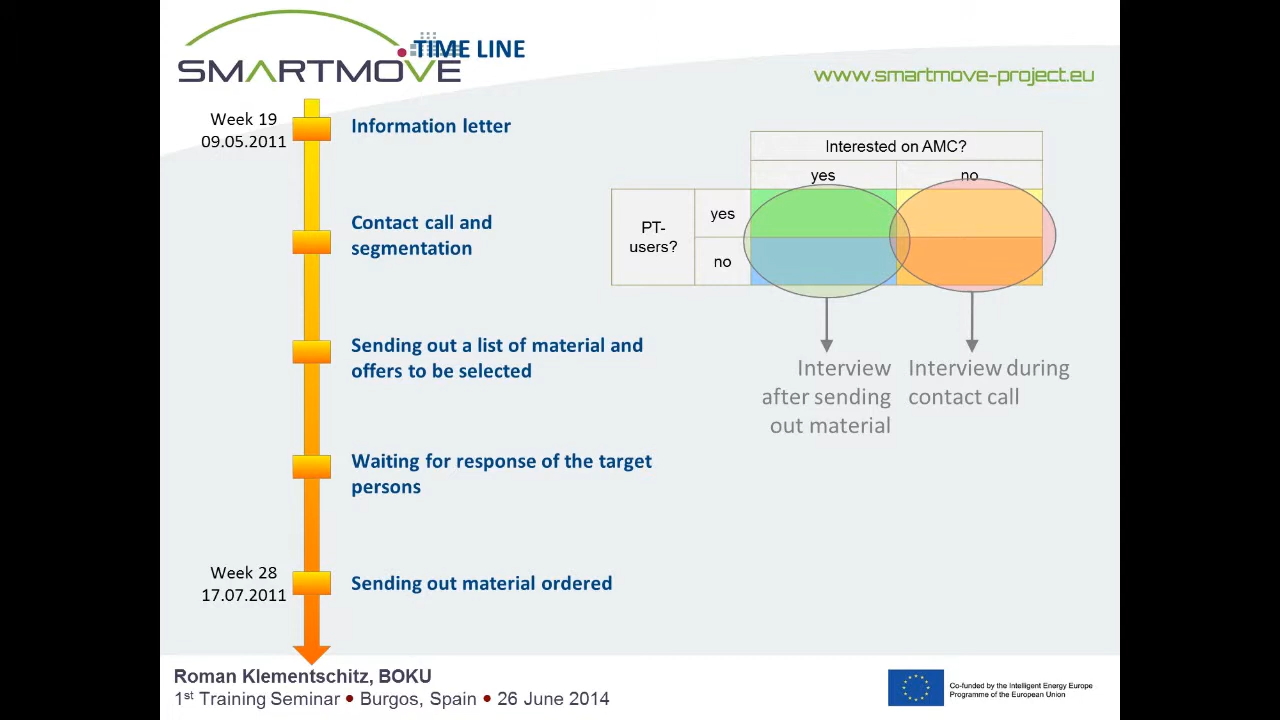 TIME LINE
SMARTMOVE
www.smartmove-project.eu
Week 19
09.05.2011
Information letter
Contact call and
segmentation
Sending out a list of material and
offers to be selected
Waiting for response of the target
persons
Week 28
17.07.2011
Sending out material ordered
Interested on AMC?
yes
no
PT-
users?
yes
no
Interview
after sending
out material
Interview during
contact call
Roman Klementschitz, BOKU
1st Training Seminar • Burgos, Spain • 26 June 2014
Co-funded by the Intelligent Energy Europe
Programme of the European Union